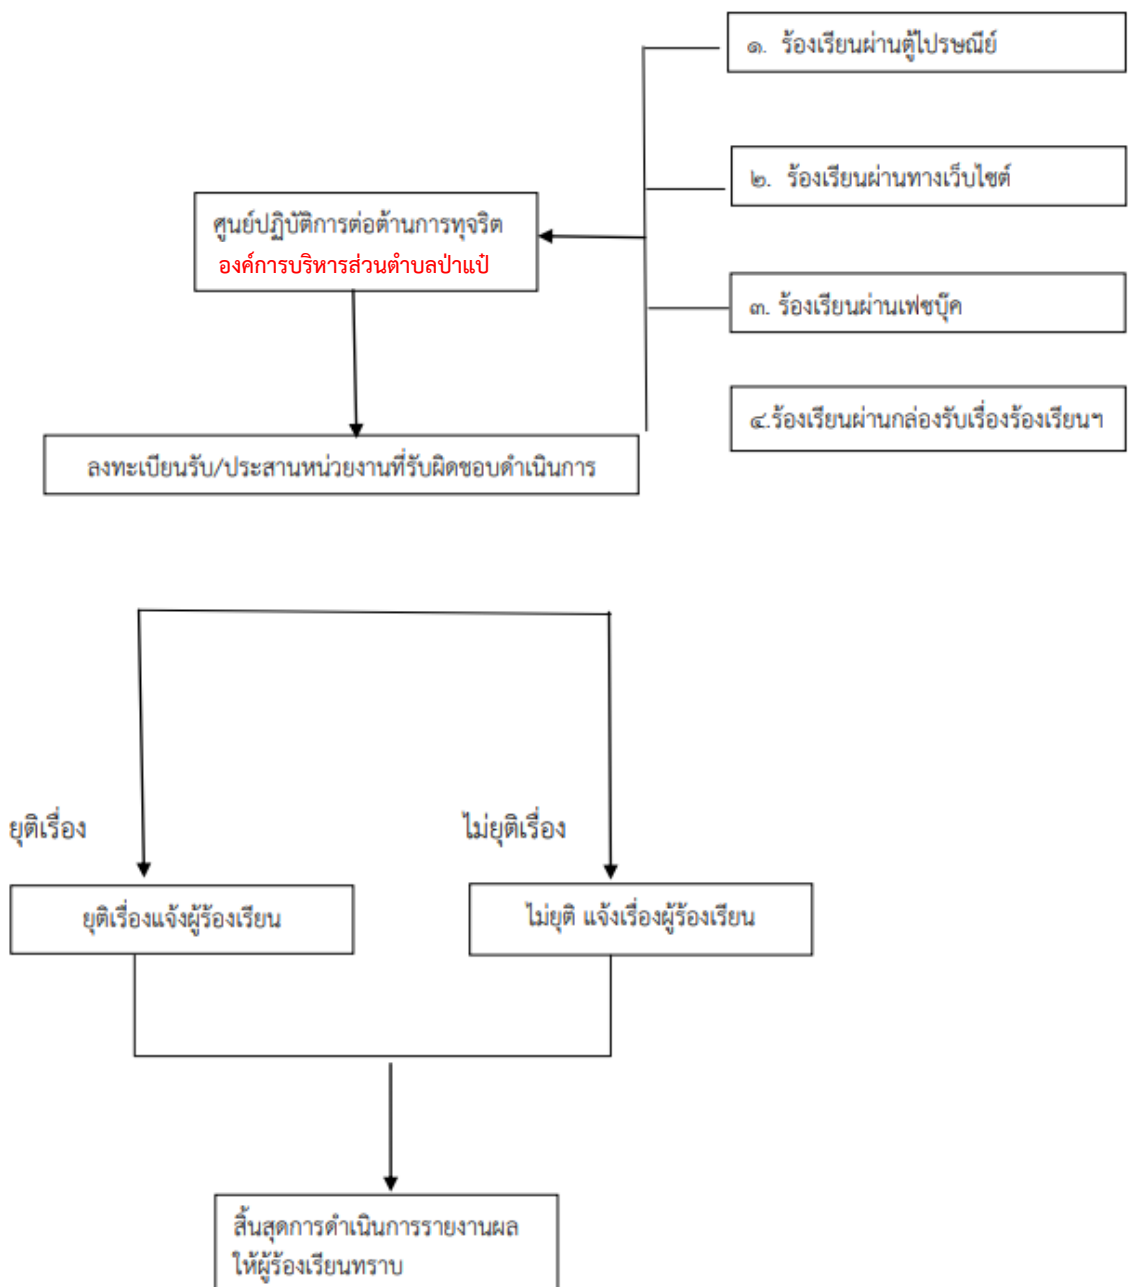 ๑. ร้องเรียนผ่านตู้ไปรษณีย์
๒. ร้องเรียนผ่านทางเว็บไซต์
ศูนย์ปฏิบัติการต่อต้านการทุจริต
องค์การบริหารส่วนตำบลป่าแป๋
๓. ร้องเรียนผ่านเฟซบุ๊ค
๔.ร้องเรียนผ่านกล่องรับเรื่องร้องเรียนฯ
ลงทะเบียนรับ/ประสานหน่วยงานที่รับผิดชอบดำเนินการ
ยุติเรื่อง
ไม่ยุติเรื่อง
ยุติเรื่องแจ้งผู้ร้องเรียน
ไม่ยุติ แจ้งเรื่องผู้ร้องเรียน
สิ้นสุดการดำเนินการรายงานผล
ให้ผู้ร้องเรียนทราบ